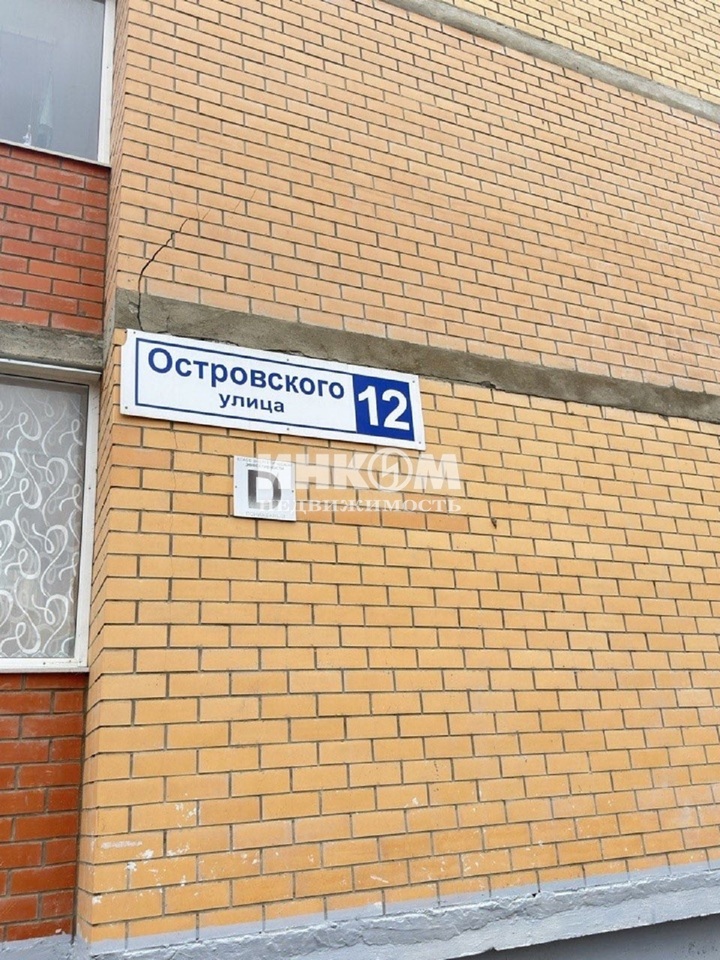 Островского
улица
12
ИНКОМ
недвижимость
D